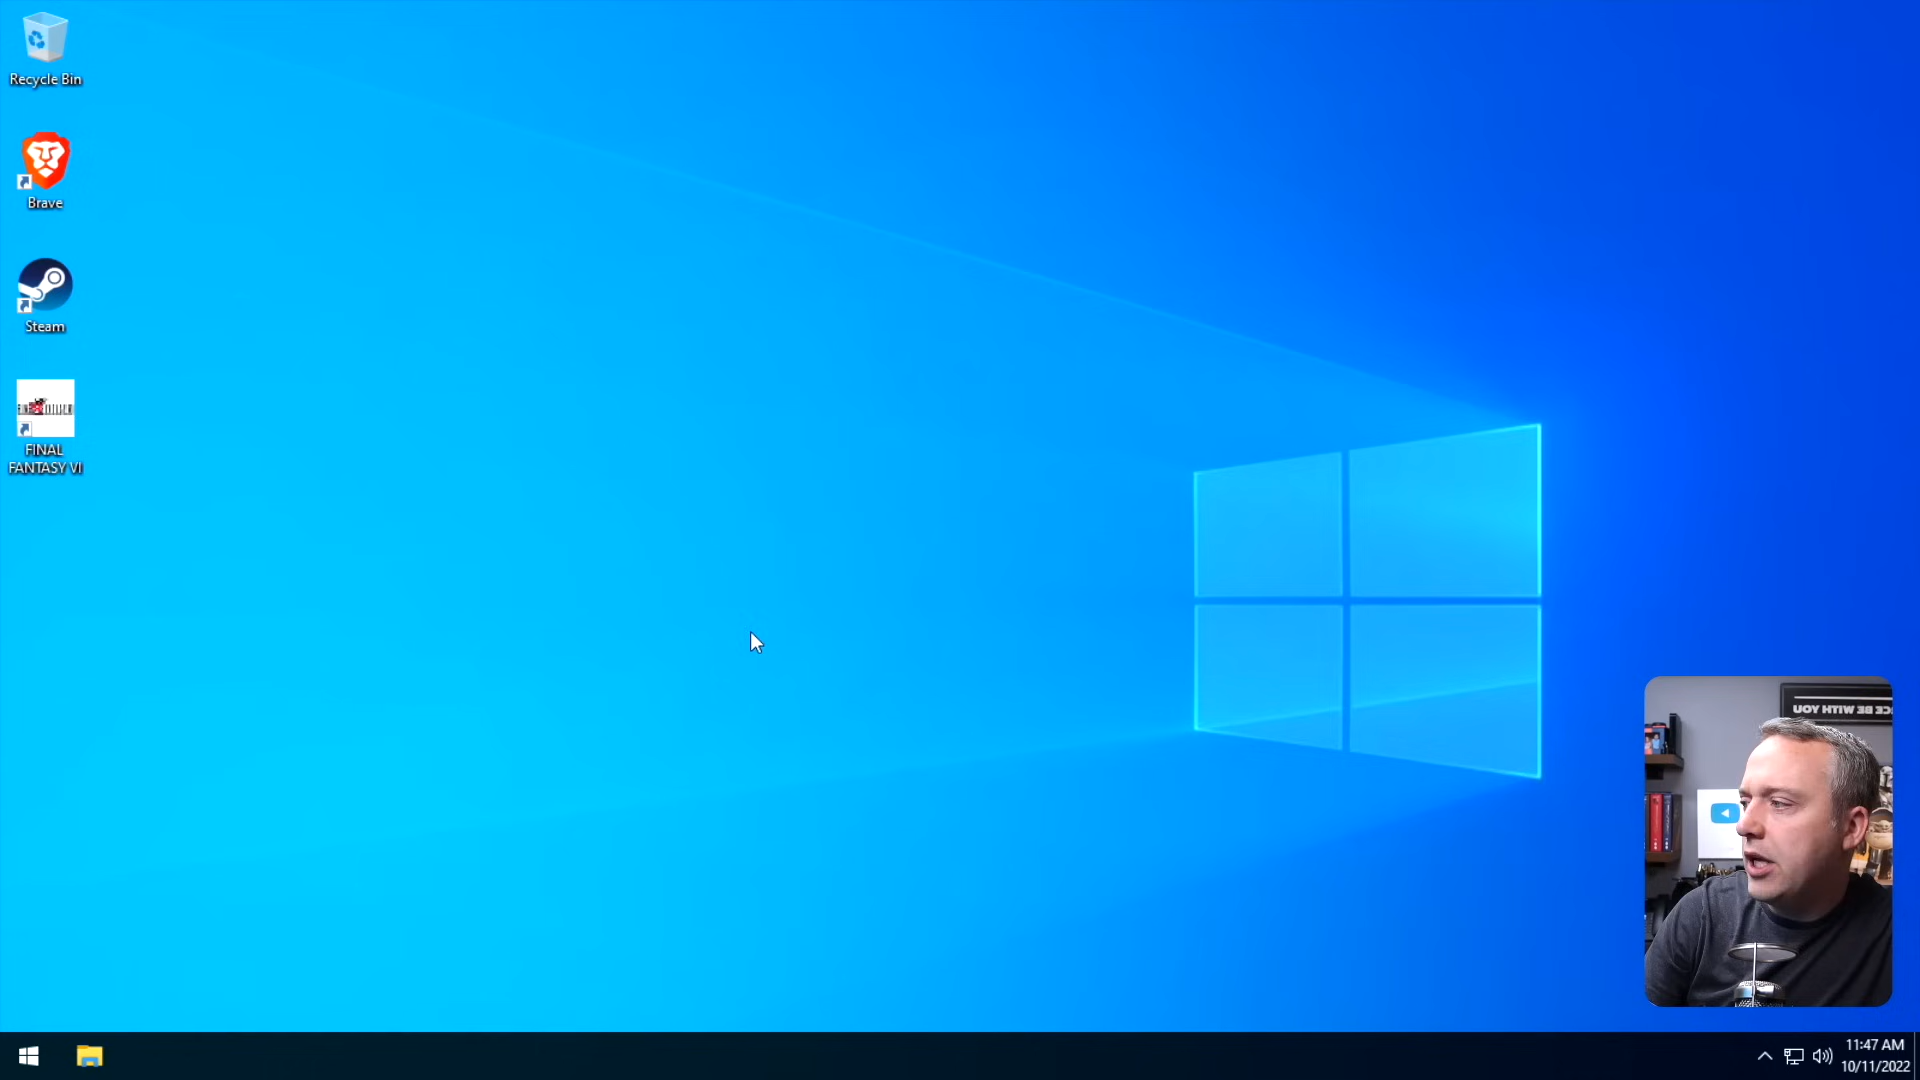 Recycle Bin
Brave
Steam
FINAL
FANTASY VI
11:47 AM
10/11/2022